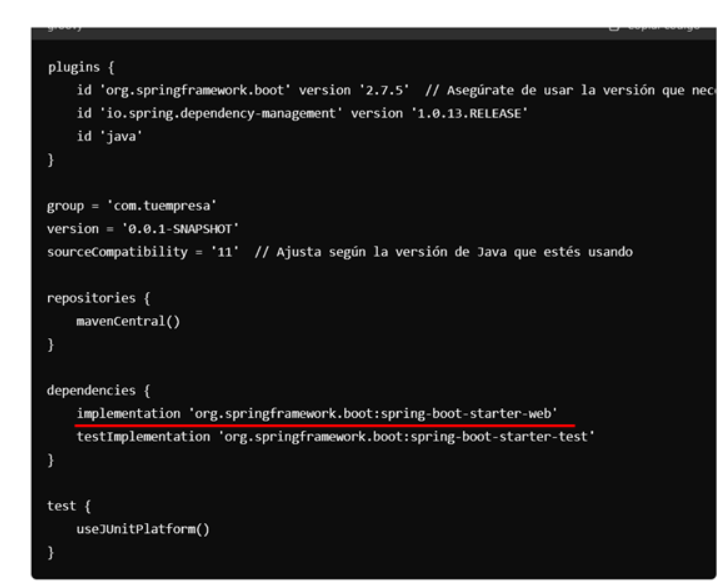 groovy
Copiar código
plugins {
    id 'org.springframework.boot' version '2.7.5'  // Asegúrate de usar la versión que
    id 'io.spring.dependency-management' version '1.0.13.RELEASE'
    id 'java'
}
group = 'com.tuempresa'
version = '0.0.1-SNAPSHOT'
sourceCompatibility = '11'  // Ajusta según la versión de Java que estés usando
repositories {
    mavenCentral()
}
dependencies {
    implementation 'org.springframework.boot:spring-boot-starter-web'
    testImplementation 'org.springframework.boot:spring-boot-starter-test'
}
test {
    useJUnitPlatform()
}